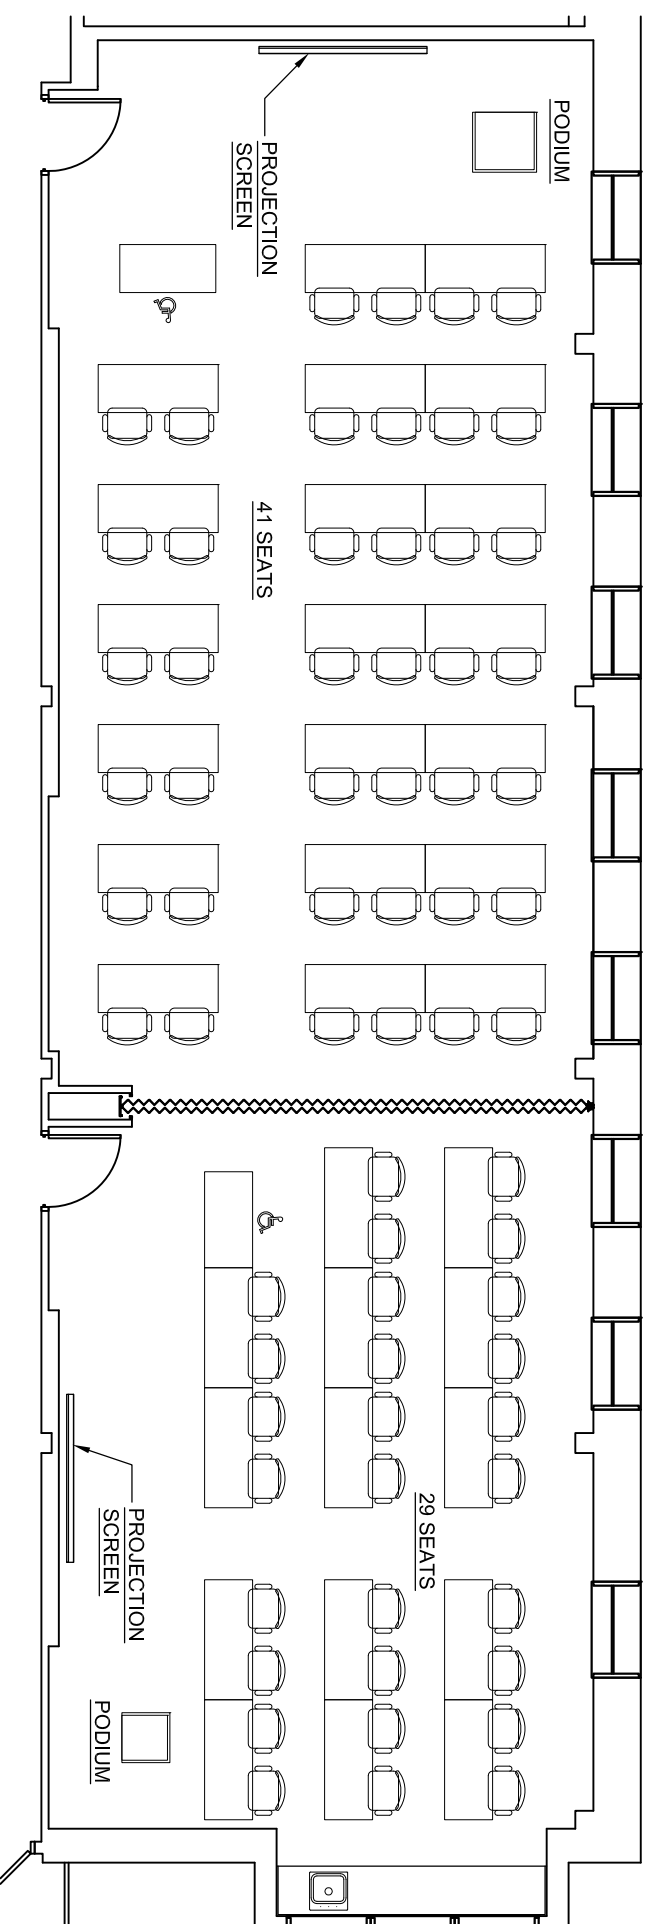 PODIUM
PROJECTION
SCREEN
41 SEATS
29 SEATS
PROJECTION
SCREEN
PODIUM